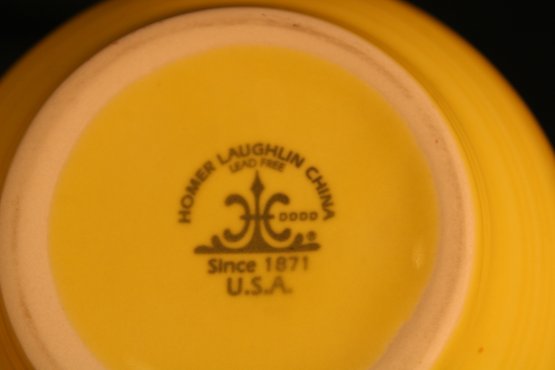 HOMER LAUGHLIN CHINA
LEAD FREE
DDDD
®
Since 1871
U.S.A.